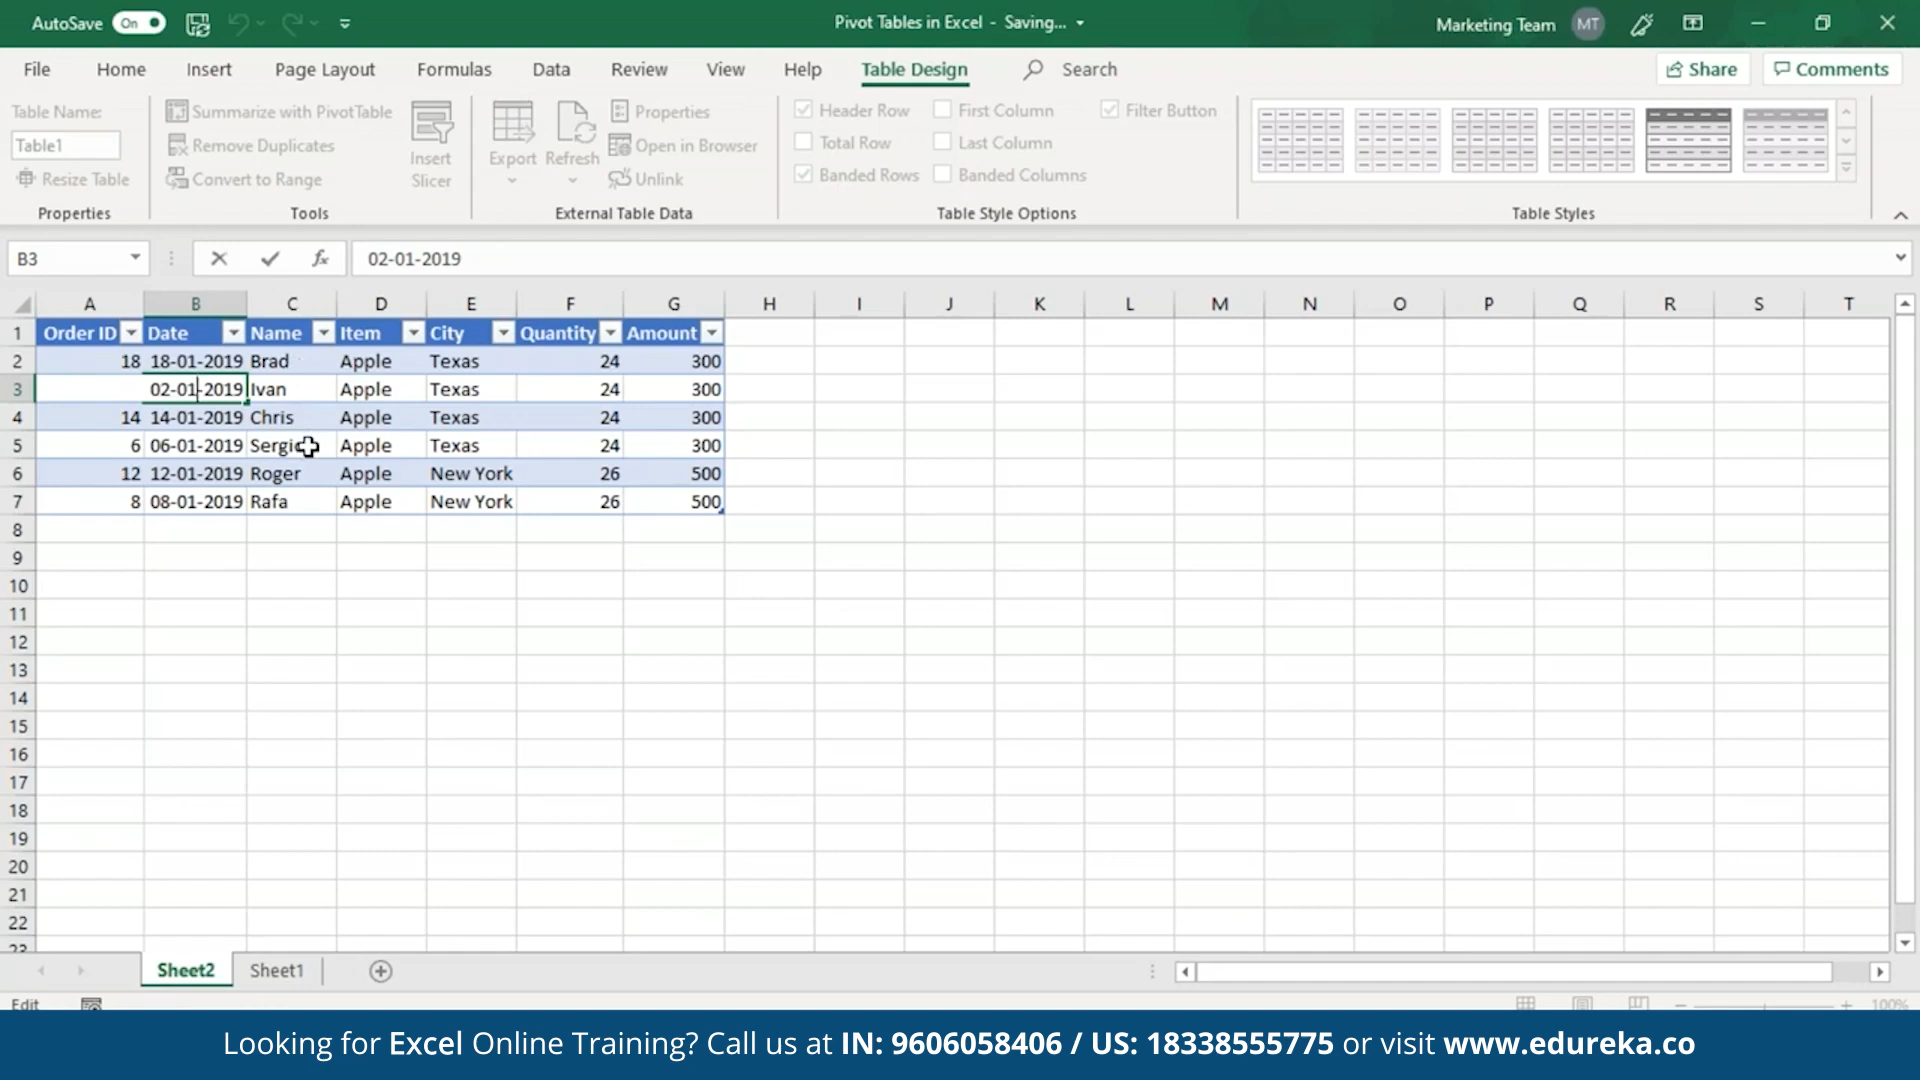 AutoSave On Pivot Tables in Excel - Saving... Marketing Team MT
File Home Insert Page Layout Formulas Data Review View Help Table Design Search Share Comments
Table Name: Summarize with PivotTable Properties Header Row First Column Filter Button
Table1 Remove Duplicates Insert Slicer Export Refresh Open in Browser Total Row Last Column
Resize Table Convert to Range Unlink Banded Rows Banded Columns
Properties Tools External Table Data Table Style Options Table Styles
B3 fx 02-01-2019
A B C D E F G H I J K L M N O P Q R S T
1 Order ID Date Name Item City Quantity Amount
2 18 18-01-2019 Brad Apple Texas 24 300
3 02-01-2019 Ivan Apple Texas 24 300
4 14 14-01-2019 Chris Apple Texas 24 300
5 6 06-01-2019 Sergio Apple Texas 24 300
6 12 12-01-2019 Roger Apple New York 26 500
7 8 08-01-2019 Rafa Apple New York 26 500
8
9
10
11
12
13
14
15
16
17
18
19
20
21
22
23
Sheet2 Sheet1
Edit 100%
Looking for Excel Online Training? Call us at IN: 9606058406 / US: 18338555775 or visit www.edureka.co